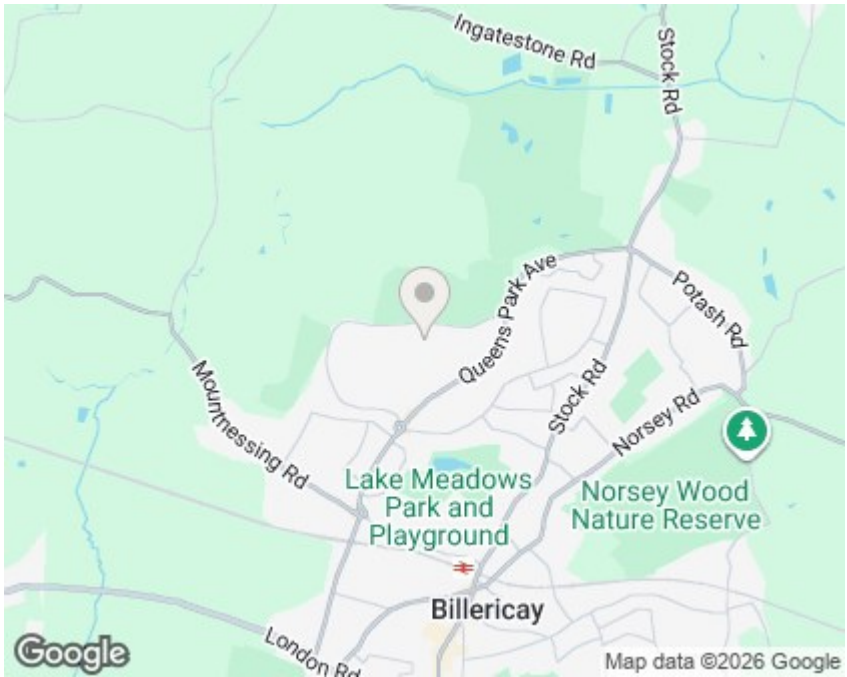 Ingatestone Rd
Stock Rd
Queens Park Ave
Potash Rd
Mountnessing Rd
Stock Rd
Norsey Rd
Lake Meadows
Park and
Playground
Norsey Wood
Nature Reserve
Billericay
London Rd
Google
Map data ©2026 Google